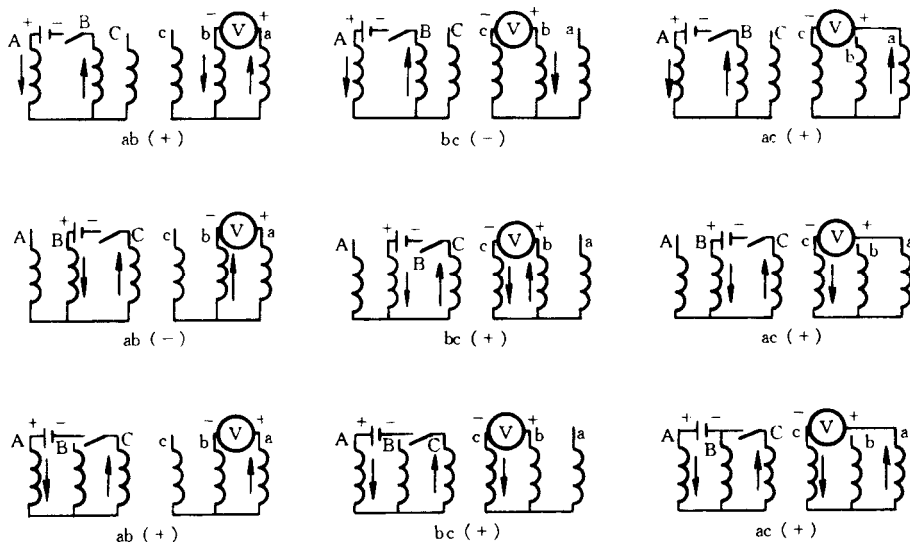 + − B − V +
A C c b a
ab (+)
+ − − V +
A B C c b a
bc (−)
+ − − V +
A B C c b a
ac (+)
+ − − V +
A B C c b a
ab (−)
+ − − V +
A B C c b a
bc (+)
+ − − V +
A B C c b a
ac (+)
+ − − V +
A B C c b a
ab (+)
+ − − V +
A B C c b a
bc (+)
+ − − V +
A B C c b a
ac (+)